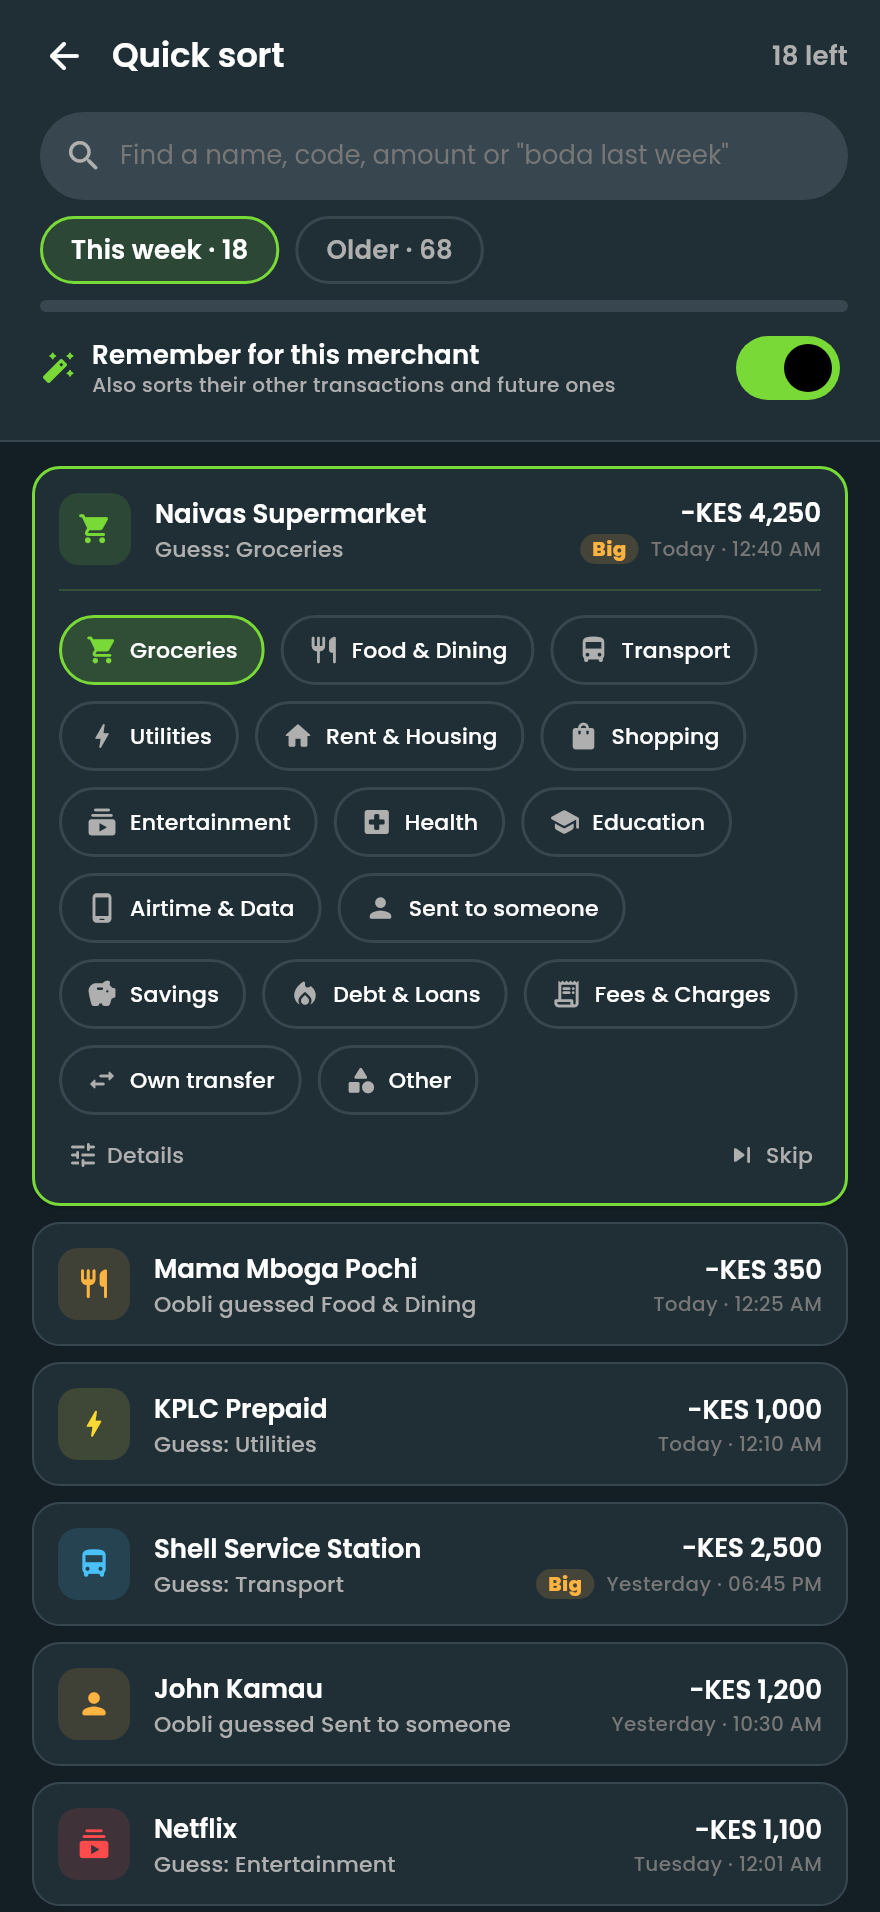 Quick sort
18 left
Find a name, code, amount or "boda last week"
This week · 18
Older · 68
Remember for this merchant
Also sorts their other transactions and future ones
Naivas Supermarket
-KES 4,250
Guess: Groceries
Big
Today · 12:40 AM
Groceries
Food & Dining
Transport
Utilities
Rent & Housing
Shopping
Entertainment
Health
Education
Airtime & Data
Sent to someone
Savings
Debt & Loans
Fees & Charges
Own transfer
Other
Details
Skip
Mama Mboga Pochi
-KES 350
Oobli guessed Food & Dining
Today · 12:25 AM
KPLC Prepaid
-KES 1,000
Guess: Utilities
Today · 12:10 AM
Shell Service Station
-KES 2,500
Guess: Transport
Big
Yesterday · 06:45 PM
John Kamau
-KES 1,200
Oobli guessed Sent to someone
Yesterday · 10:30 AM
Netflix
-KES 1,100
Guess: Entertainment
Tuesday · 12:01 AM